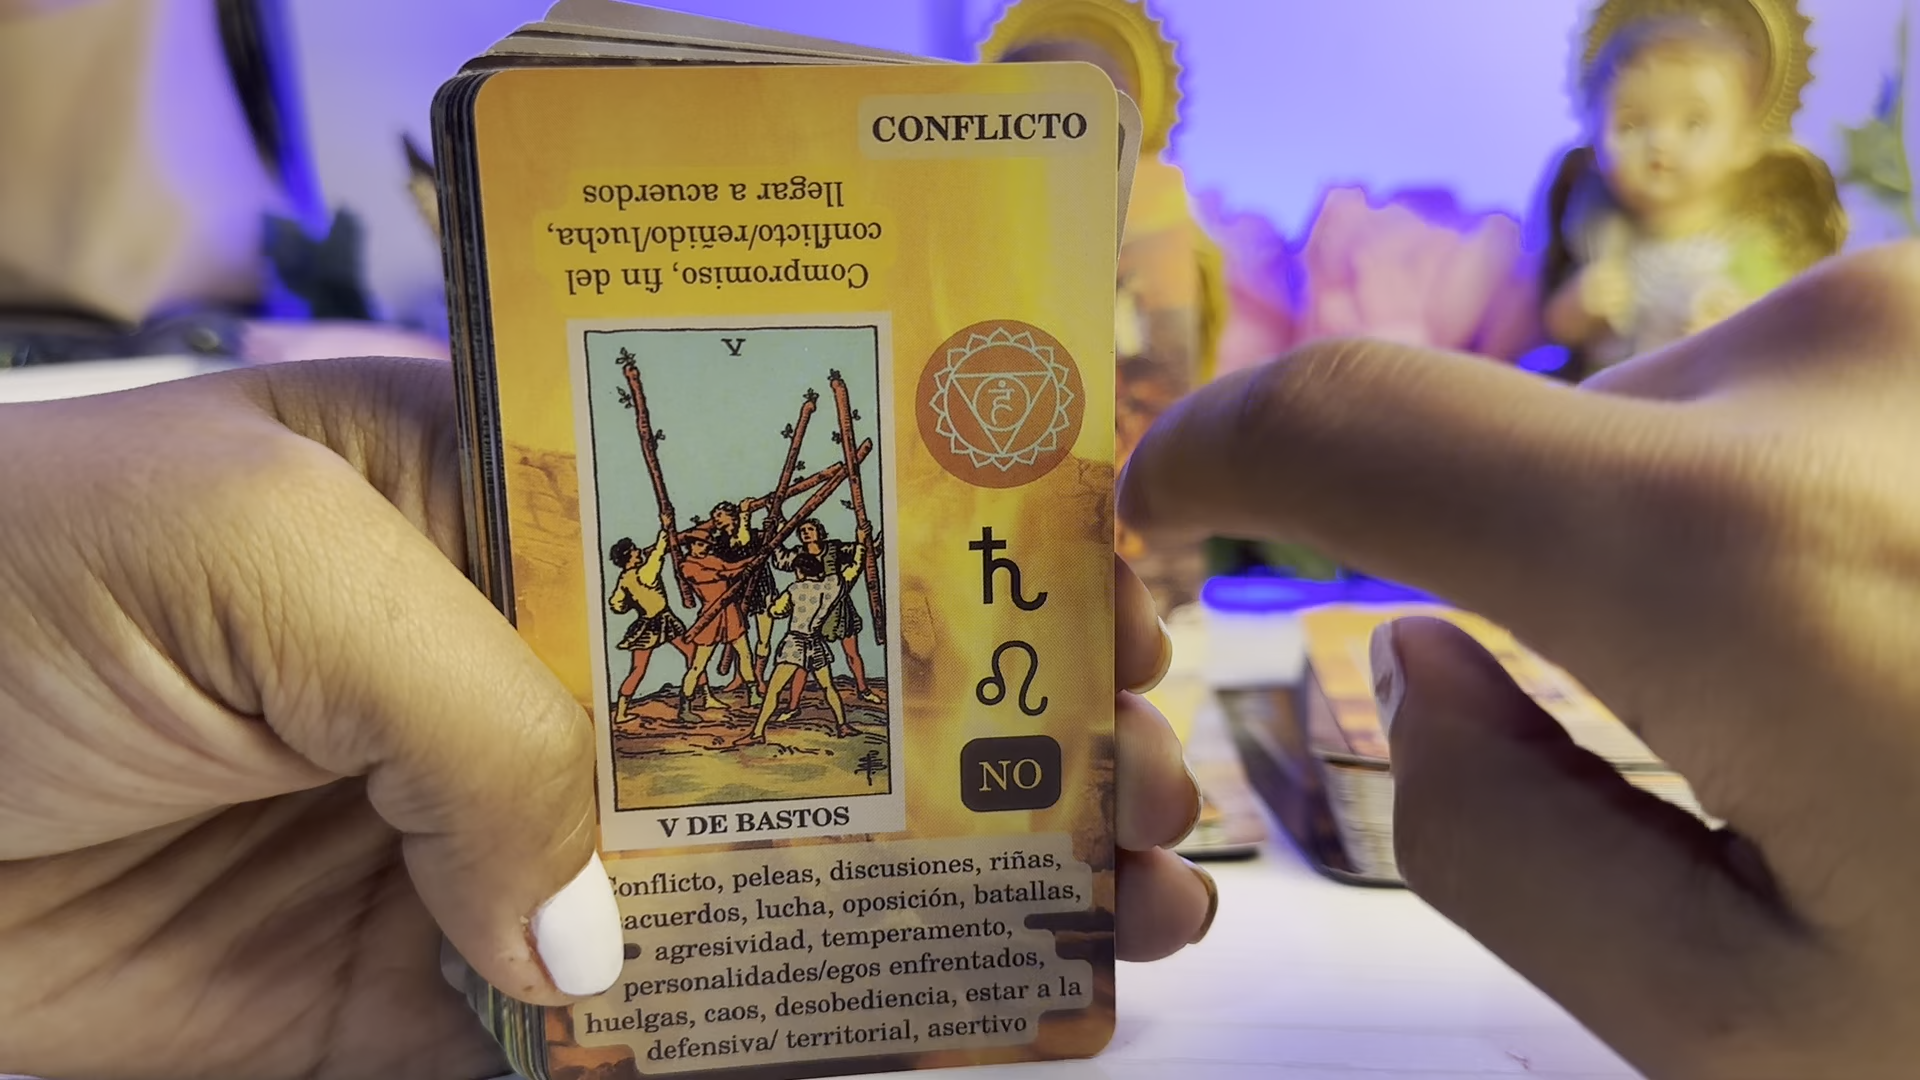 CONFLICTO
Compromiso, fin del
conflicto/reñido/lucha,
llegar a acuerdos
V
NO
V DE BASTOS
Conflicto, peleas, discusiones, riñas,
acuerdos, lucha, oposición, batallas,
agresividad, temperamento,
personalidades/egos enfrentados,
huelgas, caos, desobediencia, estar a la
defensiva/ territorial, asertivo